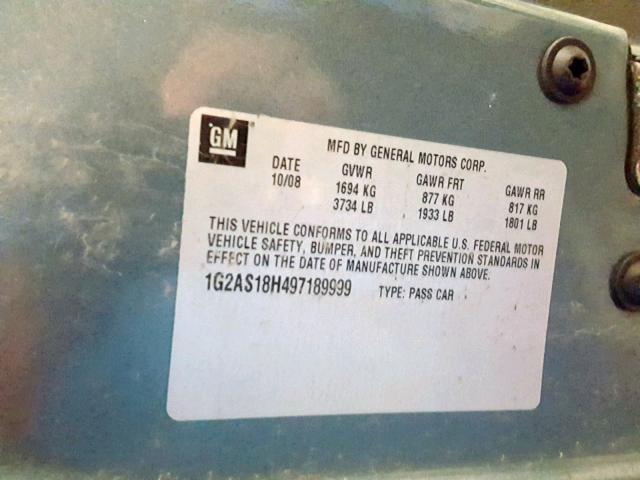 GM
MFD BY GENERAL MOTORS CORP.
DATE GVWR GAWR FRT GAWR RR
10/08 1694 KG 877 KG 817 KG
3734 LB 1933 LB 1801 LB
THIS VEHICLE CONFORMS TO ALL APPLICABLE U.S. FEDERAL MOTOR
VEHICLE SAFETY, BUMPER, AND THEFT PREVENTION STANDARDS IN
EFFECT ON THE DATE OF MANUFACTURE SHOWN ABOVE.
1G2AS18H497189999 TYPE: PASS CAR